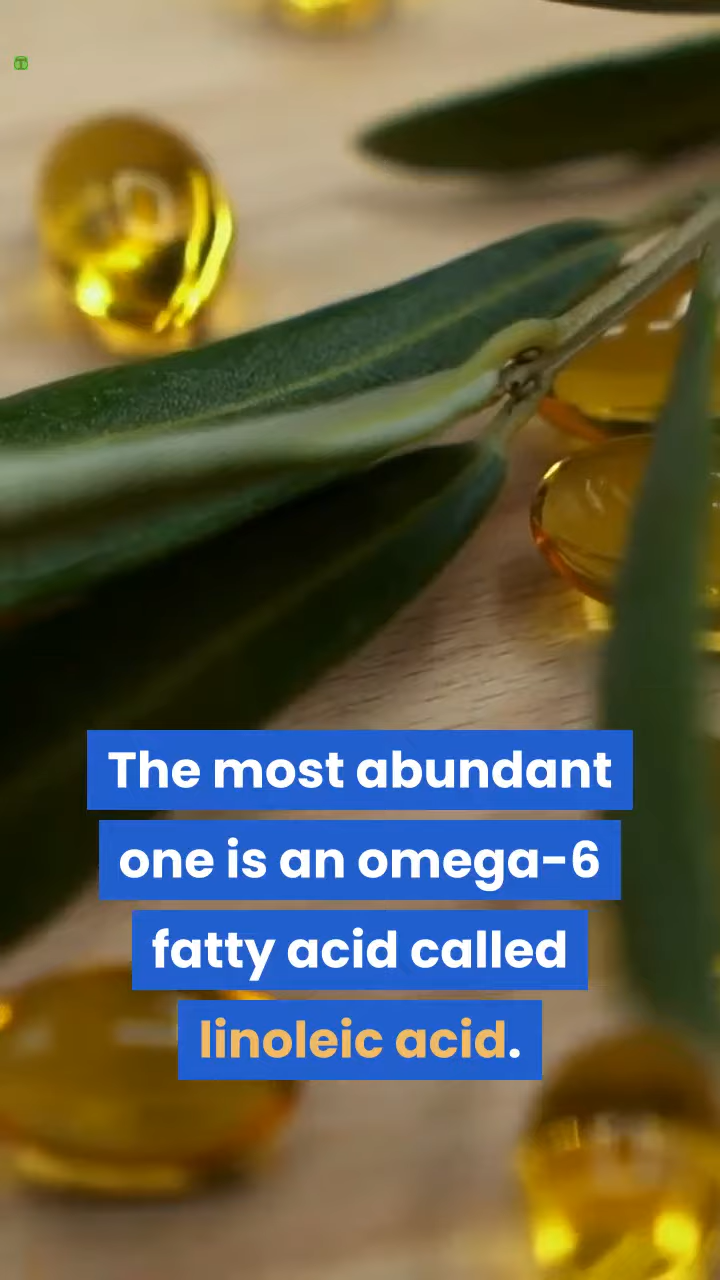 The most abundant
one is an omega-6
fatty acid called
linoleic acid.